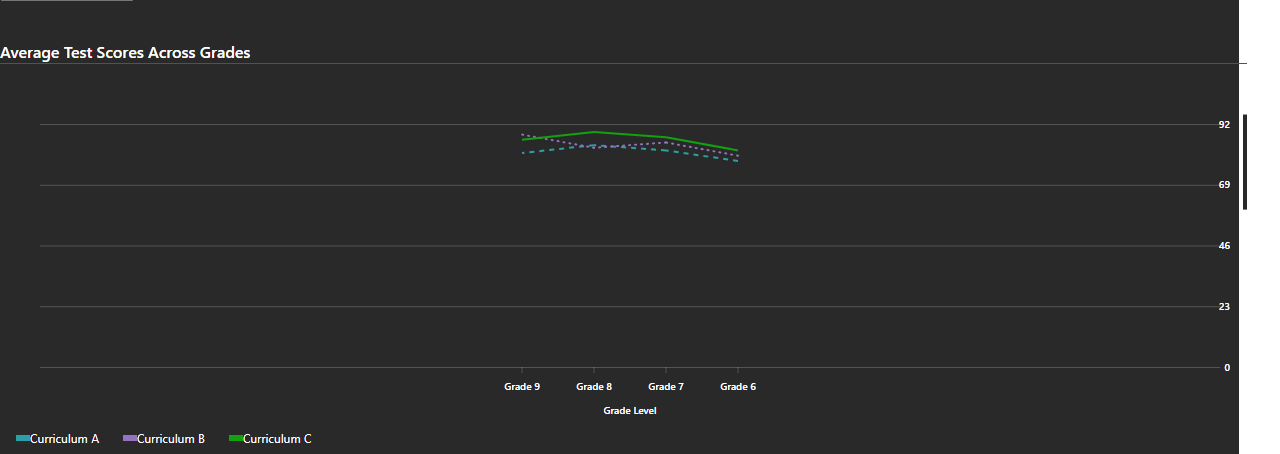 Average Test Scores Across Grades
92
69
46
23
0
Grade 9 Grade 8 Grade 7 Grade 6
Grade Level
Curriculum A Curriculum B Curriculum C